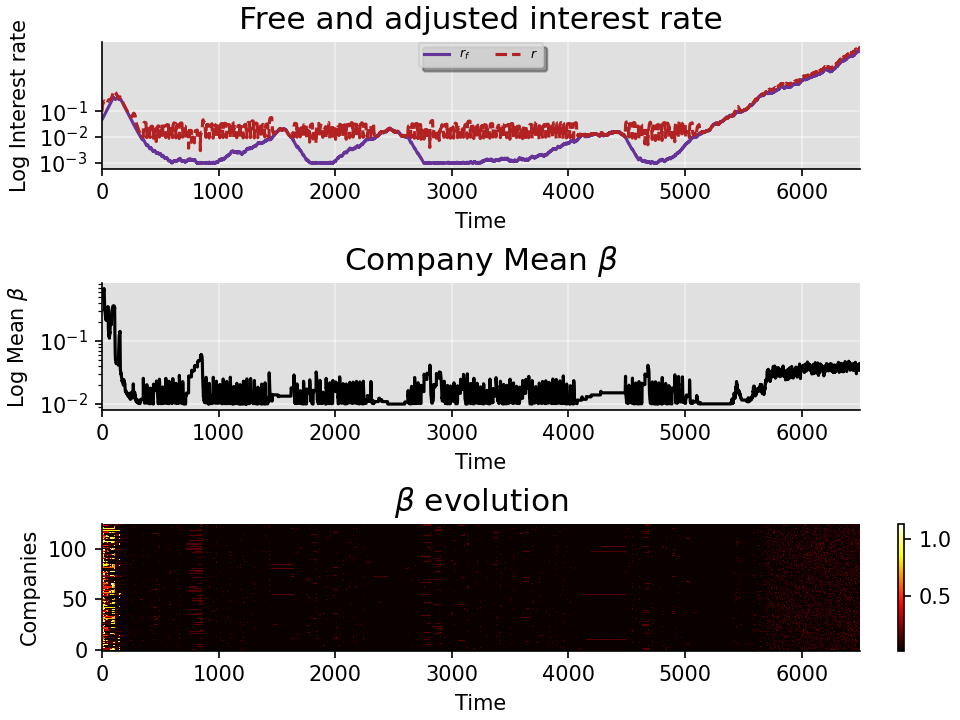 Free and adjusted interest rate
Log Interest rate
r_f r
10⁻¹
10⁻²
10⁻³
0 1000 2000 3000 4000 5000 6000
Time
Company Mean β
Log Mean β
10⁻¹
10⁻²
0 1000 2000 3000 4000 5000 6000
Time
β evolution
Companies
100
50
0
0 1000 2000 3000 4000 5000 6000
Time
1.0
0.5